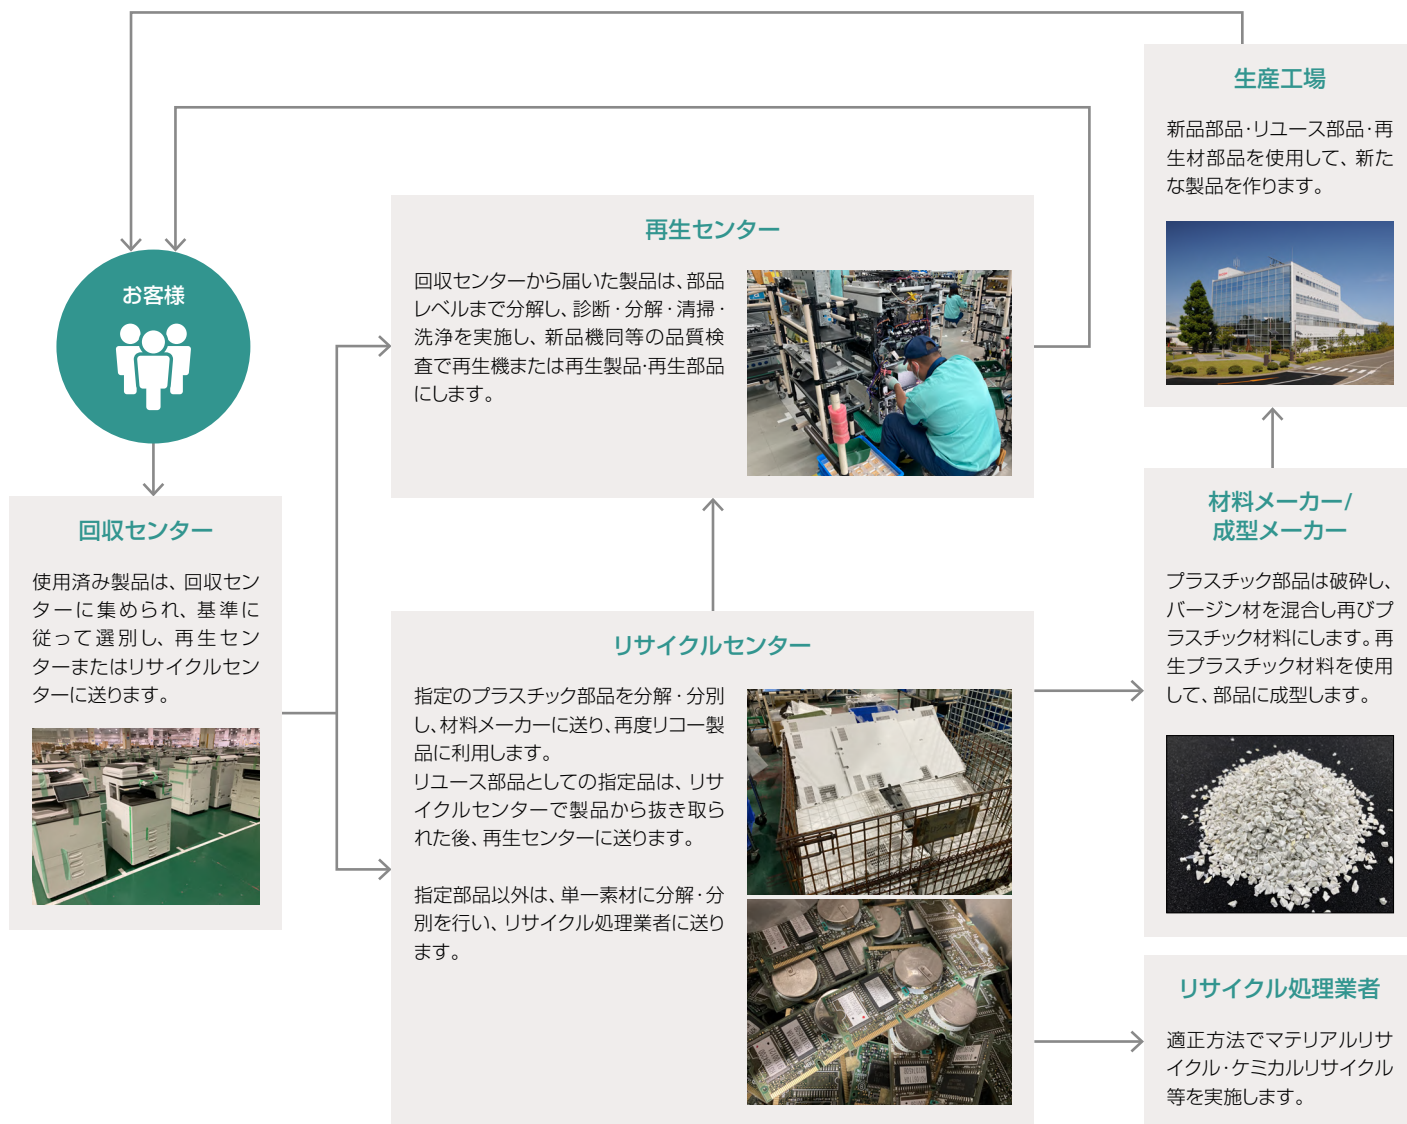 お客様
回収センター
使用済み製品は、回収セン
ターに集められ、基準に
従って選別し、再生セン
ターまたはリサイクルセン
ターに送ります。
再生センター
回収センターから届いた製品は、部品
レベルまで分解し、診断・分解・清掃・
洗浄を実施し、新品機同等の品質検
査で再生機または再生製品・再生部品
にします。
リサイクルセンター
指定のプラスチック部品を分解・分別
し、材料メーカーに送り、再度リコー製
品に利用します。
リユース部品としての指定品は、リサ
イクルセンターで製品から抜き取ら
れた後、再生センターに送ります。
指定部品以外は、単一素材に分解・分
別を行い、リサイクル処理業者に送り
ます。
生産工場
新品部品・リユース部品・再
生材部品を使用して、新た
な製品を作ります。
材料メーカー/
成型メーカー
プラスチック部品は破砕し、
バージン材を混合し再びプ
ラスチック材料にします。再
生プラスチック材料を使用
して、部品に成型します。
リサイクル処理業者
適正方法でマテリアルリサ
イクル・ケミカルリサイクル
等を実施します。